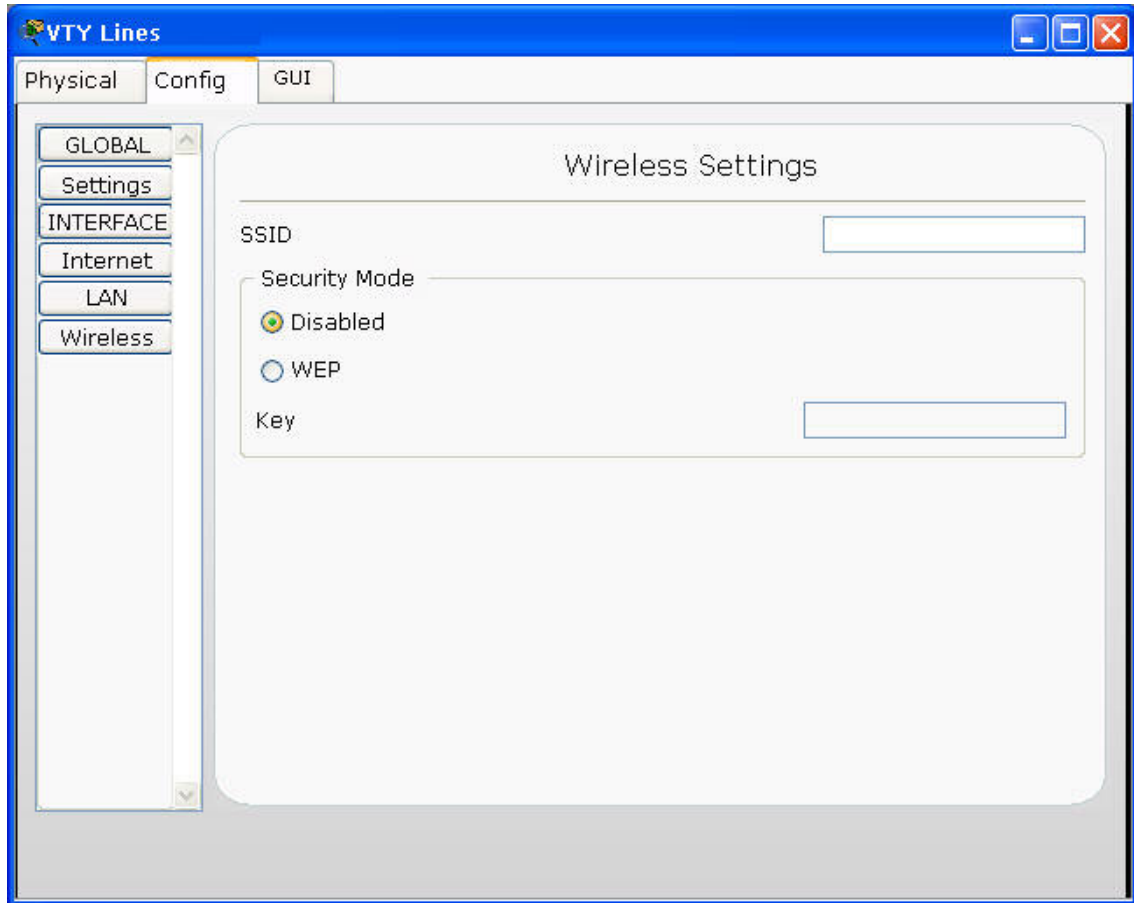 VTY Lines
Physical Config GUI
GLOBAL
Settings
INTERFACE
Internet
LAN
Wireless
Wireless Settings
SSID
Security Mode
Disabled
WEP
Key